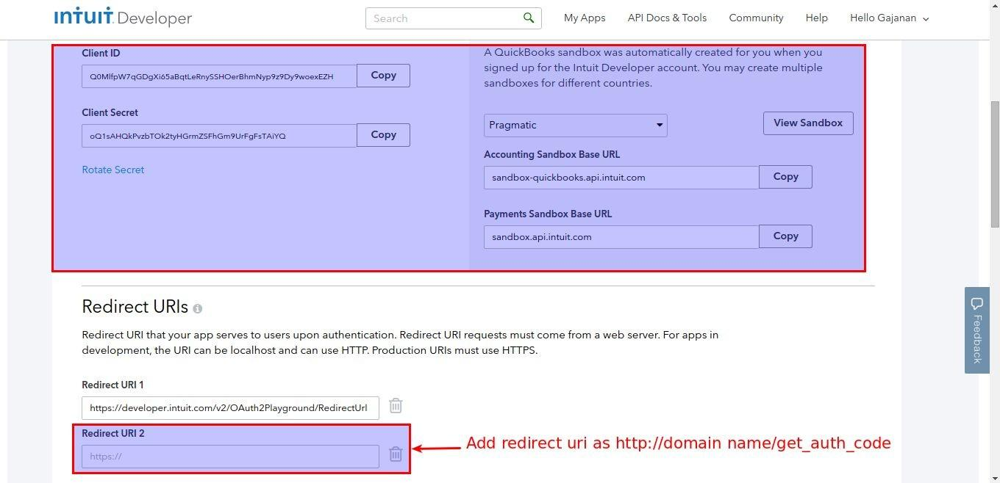 intuit Developer
Search
My Apps
API Docs & Tools
Community
Help
Hello Gajanan
Client ID
Q0MlfpW7qGDgXi65aBqtLeRnySSHOerBhmNyp9z9Dy9woexEZH
Copy
Client Secret
oQ1sAHQkPvzbTOk2tyHGrmZSFhGm9UrFgFsTAiYQ
Copy
Rotate Secret
A QuickBooks sandbox was automatically created for you when you
signed up for the Intuit Developer account. You may create multiple
sandboxes for different countries.
Pragmatic
View Sandbox
Accounting Sandbox Base URL
sandbox-quickbooks.api.intuit.com
Copy
Payments Sandbox Base URL
sandbox.api.intuit.com
Copy
Redirect URIs
Redirect URI that your app serves to users upon authentication. Redirect URI requests must come from a web server. For apps in
development, the URI can be localhost and can use HTTP. Production URIs must use HTTPS.
Redirect URI 1
https://developer.intuit.com/v2/OAuth2Playground/RedirectUrl
Redirect URI 2
https://
Add redirect uri as http://domain name/get_auth_code
Feedback